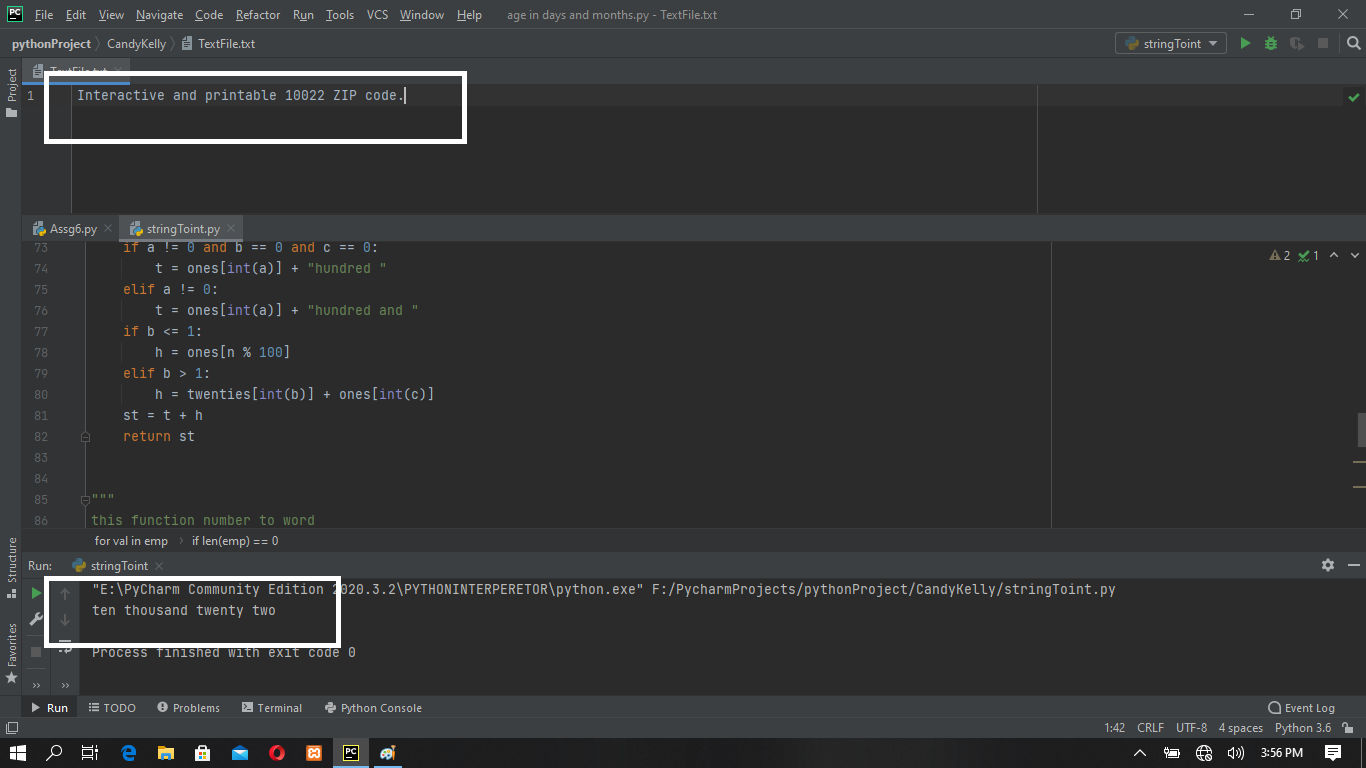 PC File Edit View Navigate Code Refactor Run Tools VCS Window Help age in days and months.py - TextFile.txt
pythonProject CandyKelly TextFile.txt stringToint
Project
TextFile.txt
1 Interactive and printable 10022 ZIP code.
Assg6.py stringToint.py
2 1
73 if a != 0 and b == 0 and c == 0:
74 t = ones[int(a)] + "hundred "
75 elif a != 0:
76 t = ones[int(a)] + "hundred and "
77 if b <= 1:
78 h = ones[n % 100]
79 elif b > 1:
80 h = twenties[int(b)] + ones[int(c)]
81 st = t + h
82 return st
83
84
85 """
86 this function number to word
for val in emp if len(emp) == 0
Structure
Favorites
Run: stringToint
"E:\PyCharm Community Edition 2020.3.2\PYTHONINTERPERETOR\python.exe" F:/PycharmProjects/pythonProject/CandyKelly/stringToint.py
ten thousand twenty two
Process finished with exit code 0
Run TODO Problems Terminal Python Console Event Log
1:42 CRLF UTF-8 4 spaces Python 3.6
PC 3:56 PM